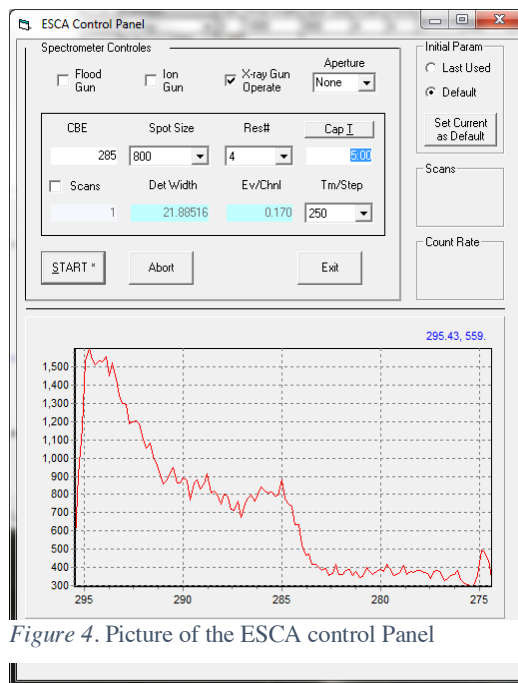 ESCA Control Panel
Spectrometer Controles
Flood Gun
Ion Gun
X-ray Gun Operate
Aperture
None
Initial Param
Last Used
Default
Set Current as Default
CBE Spot Size Res# Cap T
285 800 4 5:00
Scans Det Width Ev/Chnl Tm/Step
1 21.88516 0.170 250
Scans
Count Rate
START * Abort Exit
295.43, 559.
1,500
1,400
1,300
1,200
1,100
1,000
900
800
700
600
500
400
300
295 290 285 280 275
Figure 4. Picture of the ESCA control Panel